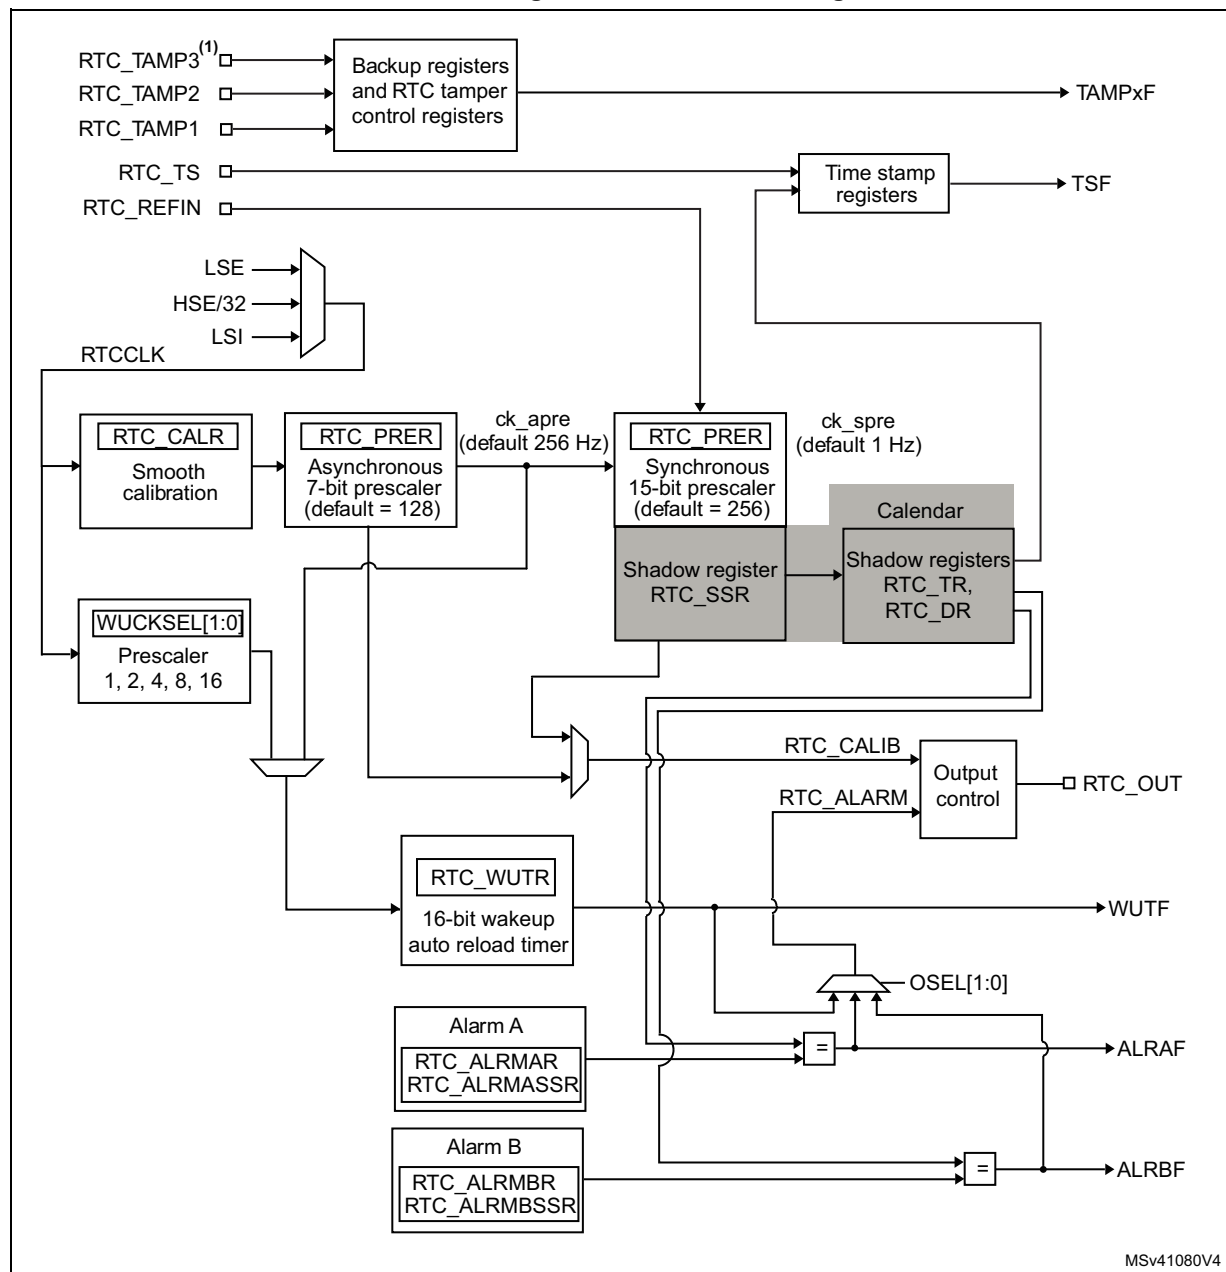 RTC_TAMP3(1)
RTC_TAMP2
RTC_TAMP1
Backup registers
and RTC tamper
control registers
TAMPxF
RTC_TS
RTC_REFIN
Time stamp
registers
TSF
LSE
HSE/32
LSI
RTCCLK
RTC_CALR
Smooth
calibration
RTC_PRER
Asynchronous
7-bit prescaler
(default = 128)
ck_apre
(default 256 Hz)
RTC_PRER
Synchronous
15-bit prescaler
(default = 256)
ck_spre
(default 1 Hz)
Calendar
Shadow register
RTC_SSR
Shadow registers
RTC_TR,
RTC_DR
WUCKSEL[1:0]
Prescaler
1, 2, 4, 8, 16
RTC_CALIB
RTC_ALARM
Output
control
RTC_OUT
RTC_WUTR
16-bit wakeup
auto reload timer
WUTF
OSEL[1:0]
Alarm A
RTC_ALRMAR
RTC_ALRMASSR
=
ALRAF
Alarm B
RTC_ALRMBR
RTC_ALRMBSSR
=
ALRBF
MSv41080V4